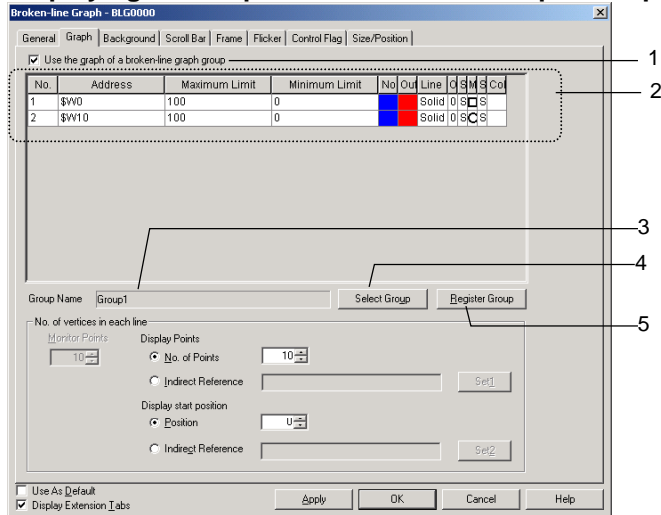 Broken-line Graph - BLG0000
General Graph Background Scroll Bar Frame Flicker Control Flag Size/Position
Use the graph of a broken-line graph group 1
No. Address Maximum Limit Minimum Limit No Out Line O S M S Col
1 $W0 100 0 Solid 0 S S
2 $W10 100 0 Solid 0 S S
2
3
4
Group Name Group1 Select Group Register Group
5
No. of vertices in each line
Monitor Points Display Points
10 No. of Points 10
Indirect Reference Set1
Display start position
Position 0
Indirect Reference Set2
Use As Default
Display Extension Tabs Apply OK Cancel Help